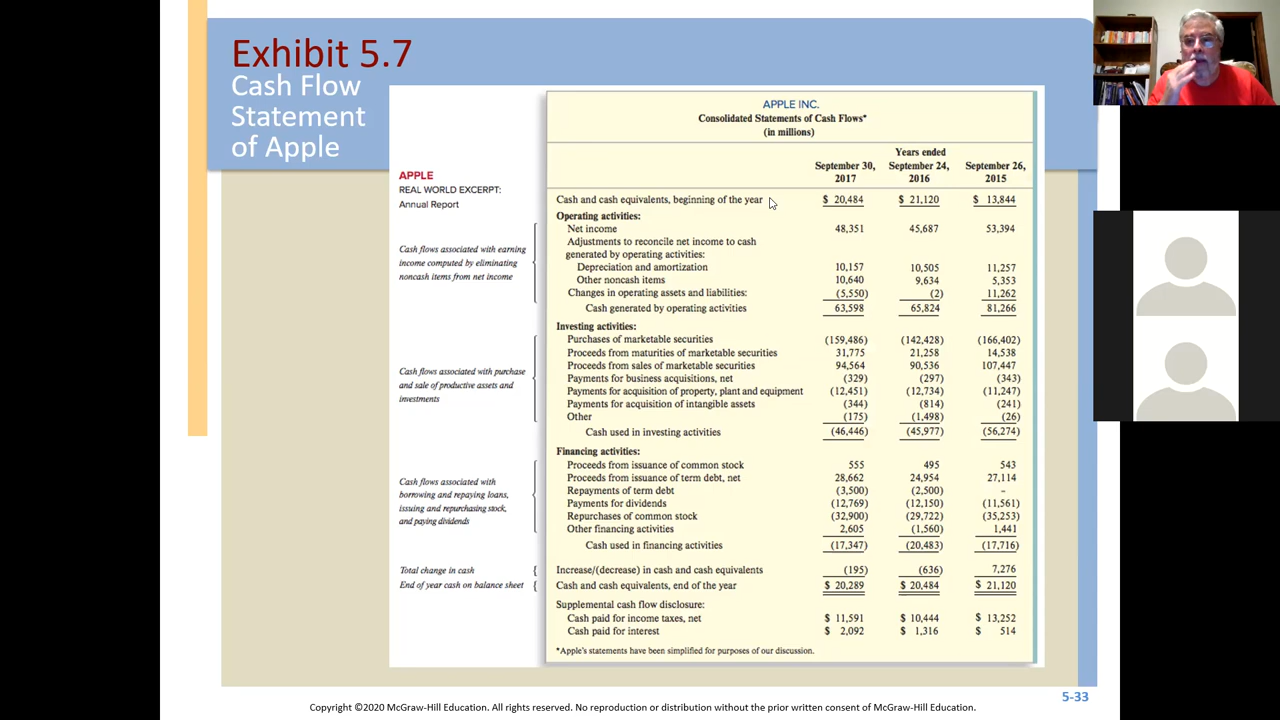 Exhibit 5.7
Cash Flow
Statement
of Apple
APPLE
REAL WORLD EXCERPT:
Annual Report
Cash flows associated with earning
income computed by eliminating
noncash items from net income
Cash flows associated with purchase
and sale of productive assets and
investments
Cash flows associated with
borrowing and repaying loans,
issuing and repurchasing stock,
and paying dividends
Total change in cash
End of year cash on balance sheet
APPLE INC.
Consolidated Statements of Cash Flows*
(in millions)
Years ended
September 30, September 24, September 26,
2017 2016 2015
Cash and cash equivalents, beginning of the year $ 20,484 $ 21,120 $ 13,844
Operating activities:
Net income 48,351 45,687 53,394
Adjustments to reconcile net income to cash
generated by operating activities:
Depreciation and amortization 10,157 10,505 11,257
Other noncash items 10,640 9,634 5,353
Changes in operating assets and liabilities: (5,550) (2) 11,262
Cash generated by operating activities 63,598 65,824 81,266
Investing activities:
Purchases of marketable securities (159,486) (142,428) (166,402)
Proceeds from maturities of marketable securities 31,775 21,258 14,538
Proceeds from sales of marketable securities 94,564 90,536 107,447
Payments for business acquisitions, net (329) (297) (343)
Payments for acquisition of property, plant and equipment (12,451) (12,734) (11,247)
Payments for acquisition of intangible assets (344) (814) (241)
Other (175) (1,498) (26)
Cash used in investing activities (46,446) (45,977) (56,274)
Financing activities:
Proceeds from issuance of common stock 555 495 543
Proceeds from issuance of term debt, net 28,662 24,954 27,114
Repayments of term debt (3,500) (2,500) –
Payments for dividends (12,769) (12,150) (11,561)
Repurchases of common stock (32,900) (29,722) (35,253)
Other financing activities 2,605 (1,560) 1,441
Cash used in financing activities (17,347) (20,483) (17,716)
Increase/(decrease) in cash and cash equivalents (195) (636) 7,276
Cash and cash equivalents, end of the year $ 20,289 $ 20,484 $ 21,120
Supplemental cash flow disclosure:
Cash paid for income taxes, net $ 11,591 $ 10,444 $ 13,252
Cash paid for interest $ 2,092 $ 1,316 $ 514
*Apple's statements have been simplified for purposes of our discussion.
5-33
Copyright ©2020 McGraw-Hill Education. All rights reserved. No reproduction or distribution without the prior written consent of McGraw-Hill Education.